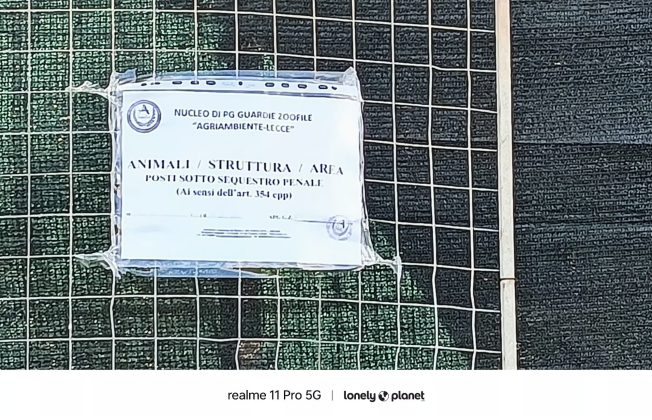 NUCLEO DI PG GUARDIE ZOOFILE
"AGRIAMBIENTE-LECCE"
ANIMALI / STRUTTURA / AREA
POSTI SOTTO SEQUESTRO PENALE
(Ai sensi dell'art. 354 cpp)
realme 11 Pro 5G | lonely planet